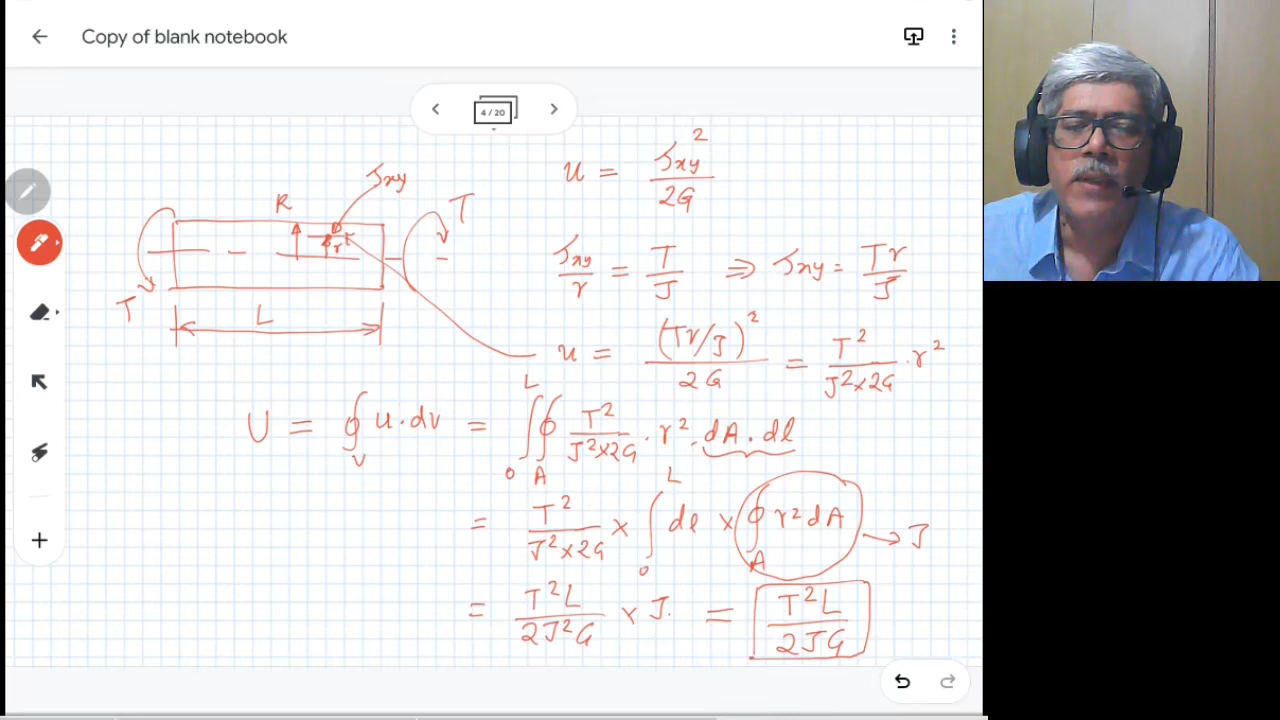 Copy of blank notebook
4 / 20
u = τxy² / 2G
τxy
R
T
r
τxy / r = T / J ⇒ τxy = Tr / J
T
L
u = (Tr/J)² / 2G = T² / J²×2G · r²
U = ∮v u · dv = ∫0L ∮A T² / J²×2G · r² · dA · dl
= T² / J²×2G × ∫0L dl × ∮A r² dA → J
= T²L / 2J²G × J. = T²L / 2JG